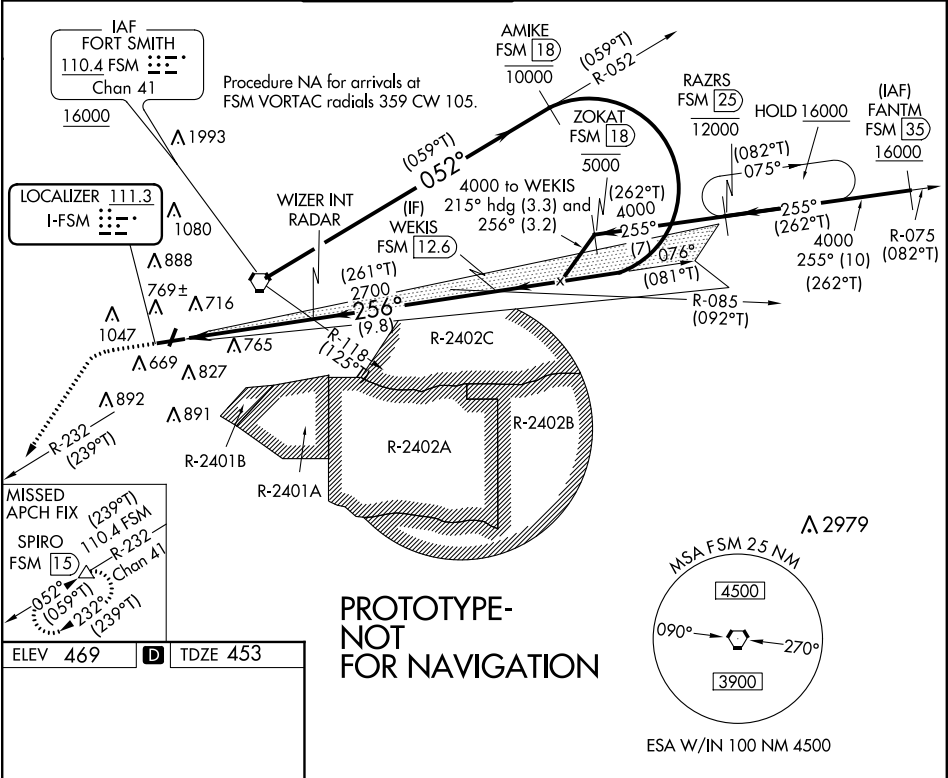 IAF
FORT SMITH
110.4 FSM
Chan 41
16000
Procedure NA for arrivals at
FSM VORTAC radials 359 CW 105.
AMIKE
FSM 18
10000
(059°T)
R-052
RAZRS
FSM 25
12000
HOLD 16000
(IAF)
FANTM
FSM 35
16000
ZOKAT
FSM 18
5000
1993
(059°T)
052°
(082°T)
075°
LOCALIZER 111.3
I-FSM
1080
WIZER INT
RADAR
4000 to WEKIS
215° hdg (3.3) and
256° (3.2)
(IF)
WEKIS
FSM 12.6
(262°T)
4000
255°
(7)
076°
(081°T)
255°
(262°T)
4000
255° (10)
(262°T)
R-075
(082°T)
888
769±
716
(261°T)
2700
256°
(9.8)
R-085
(092°T)
1047
765
R-118
(125°T)
R-2402C
669
827
892
891
R-232
(239°T)
R-2401B
R-2401A
R-2402A
R-2402B
MISSED
APCH FIX
SPIRO
FSM 15
(239°T)
110.4 FSM
R-232
Chan 41
052°
(059°T)
232°
(239°T)
2979
MSA FSM 25 NM
4500
090°
270°
3900
ESA W/IN 100 NM 4500
PROTOTYPE-
NOT
FOR NAVIGATION
ELEV 469 D TDZE 453